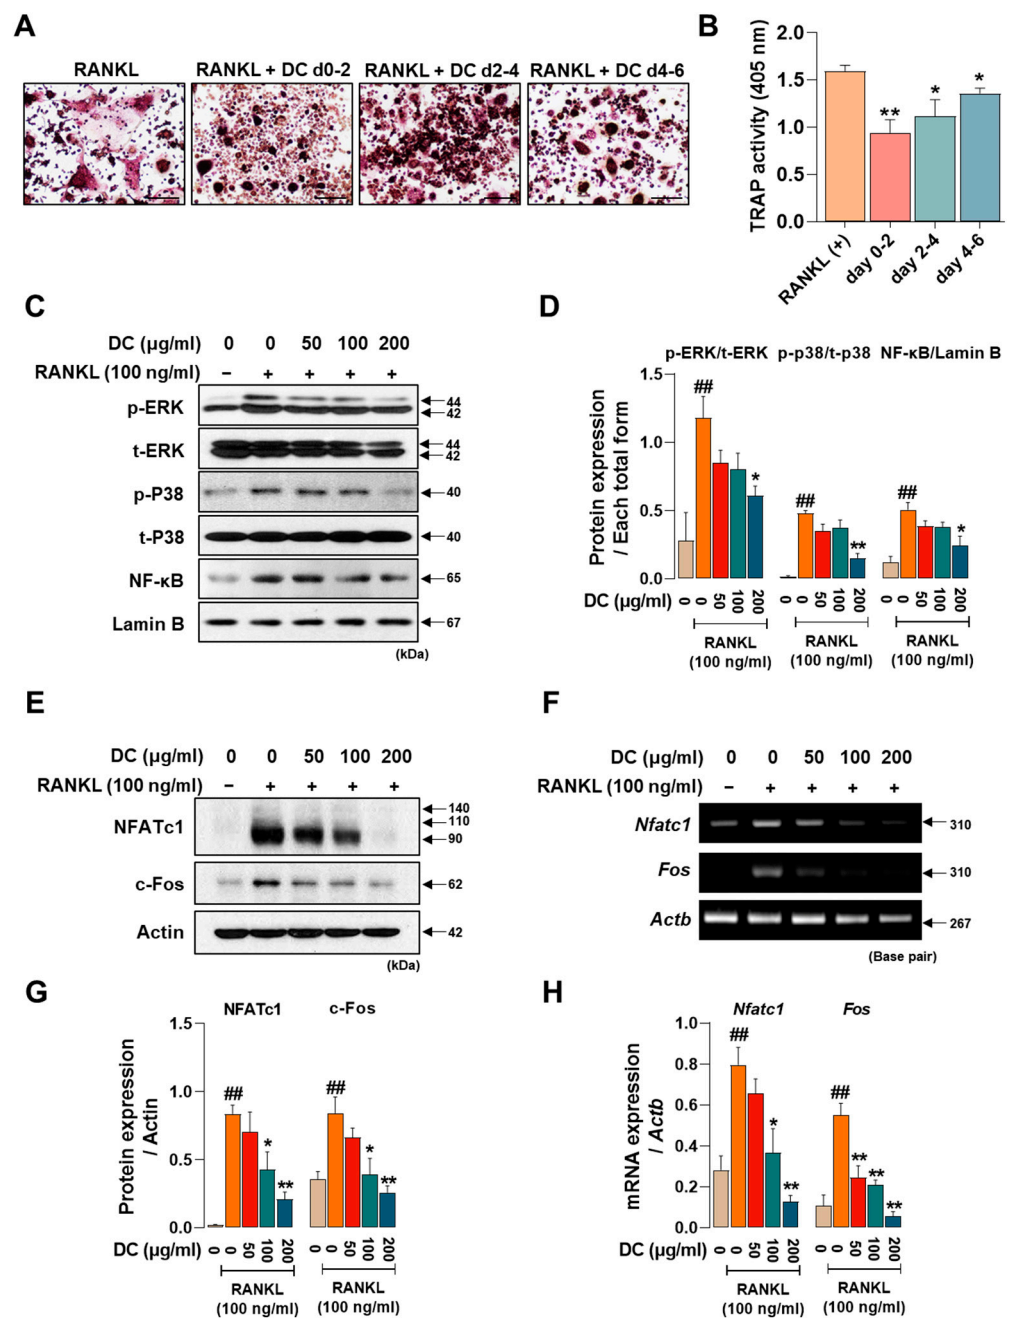 A
RANKL
RANKL + DC d0-2
RANKL + DC d2-4
RANKL + DC d4-6
B
TRAP activity (405 nm)
2.0
1.5
1.0
0.5
0.0
**
*
*
RANKL (+)
day 0-2
day 2-4
day 4-6
C
DC (μg/ml) 0 0 50 100 200
RANKL (100 ng/ml) − + + + +
p-ERK 44
42
t-ERK 44
42
p-P38 40
t-P38 40
NF-κB 65
Lamin B 67
(kDa)
D
p-ERK/t-ERK p-p38/t-p38 NF-κB/Lamin B
Protein expression
/ Each total form
1.5
1.0
0.5
0.0
## *
## **
## *
DC (μg/ml) 0 0 50 100 200 0 0 50 100 200 0 0 50 100 200
RANKL RANKL RANKL
(100 ng/ml) (100 ng/ml) (100 ng/ml)
E
DC (μg/ml) 0 0 50 100 200
RANKL (100 ng/ml) − + + + +
NFATc1 140
110
90
c-Fos 62
Actin 42
(kDa)
F
DC (μg/ml) 0 0 50 100 200
RANKL (100 ng/ml) − + + + +
Nfatc1 310
Fos 310
Actb 267
(Base pair)
G
NFATc1 c-Fos
Protein expression
/ Actin
1.5
1.0
0.5
0.0
## * **
## * **
DC (μg/ml) 0 0 50 100 200 0 0 50 100 200
RANKL RANKL
(100 ng/ml) (100 ng/ml)
H
Nfatc1 Fos
mRNA expression
/ Actb
1.0
0.8
0.6
0.4
0.2
0.0
## * **
## ** ** **
DC (μg/ml) 0 0 50 100 200 0 0 50 100 200
RANKL RANKL
(100 ng/ml) (100 ng/ml)